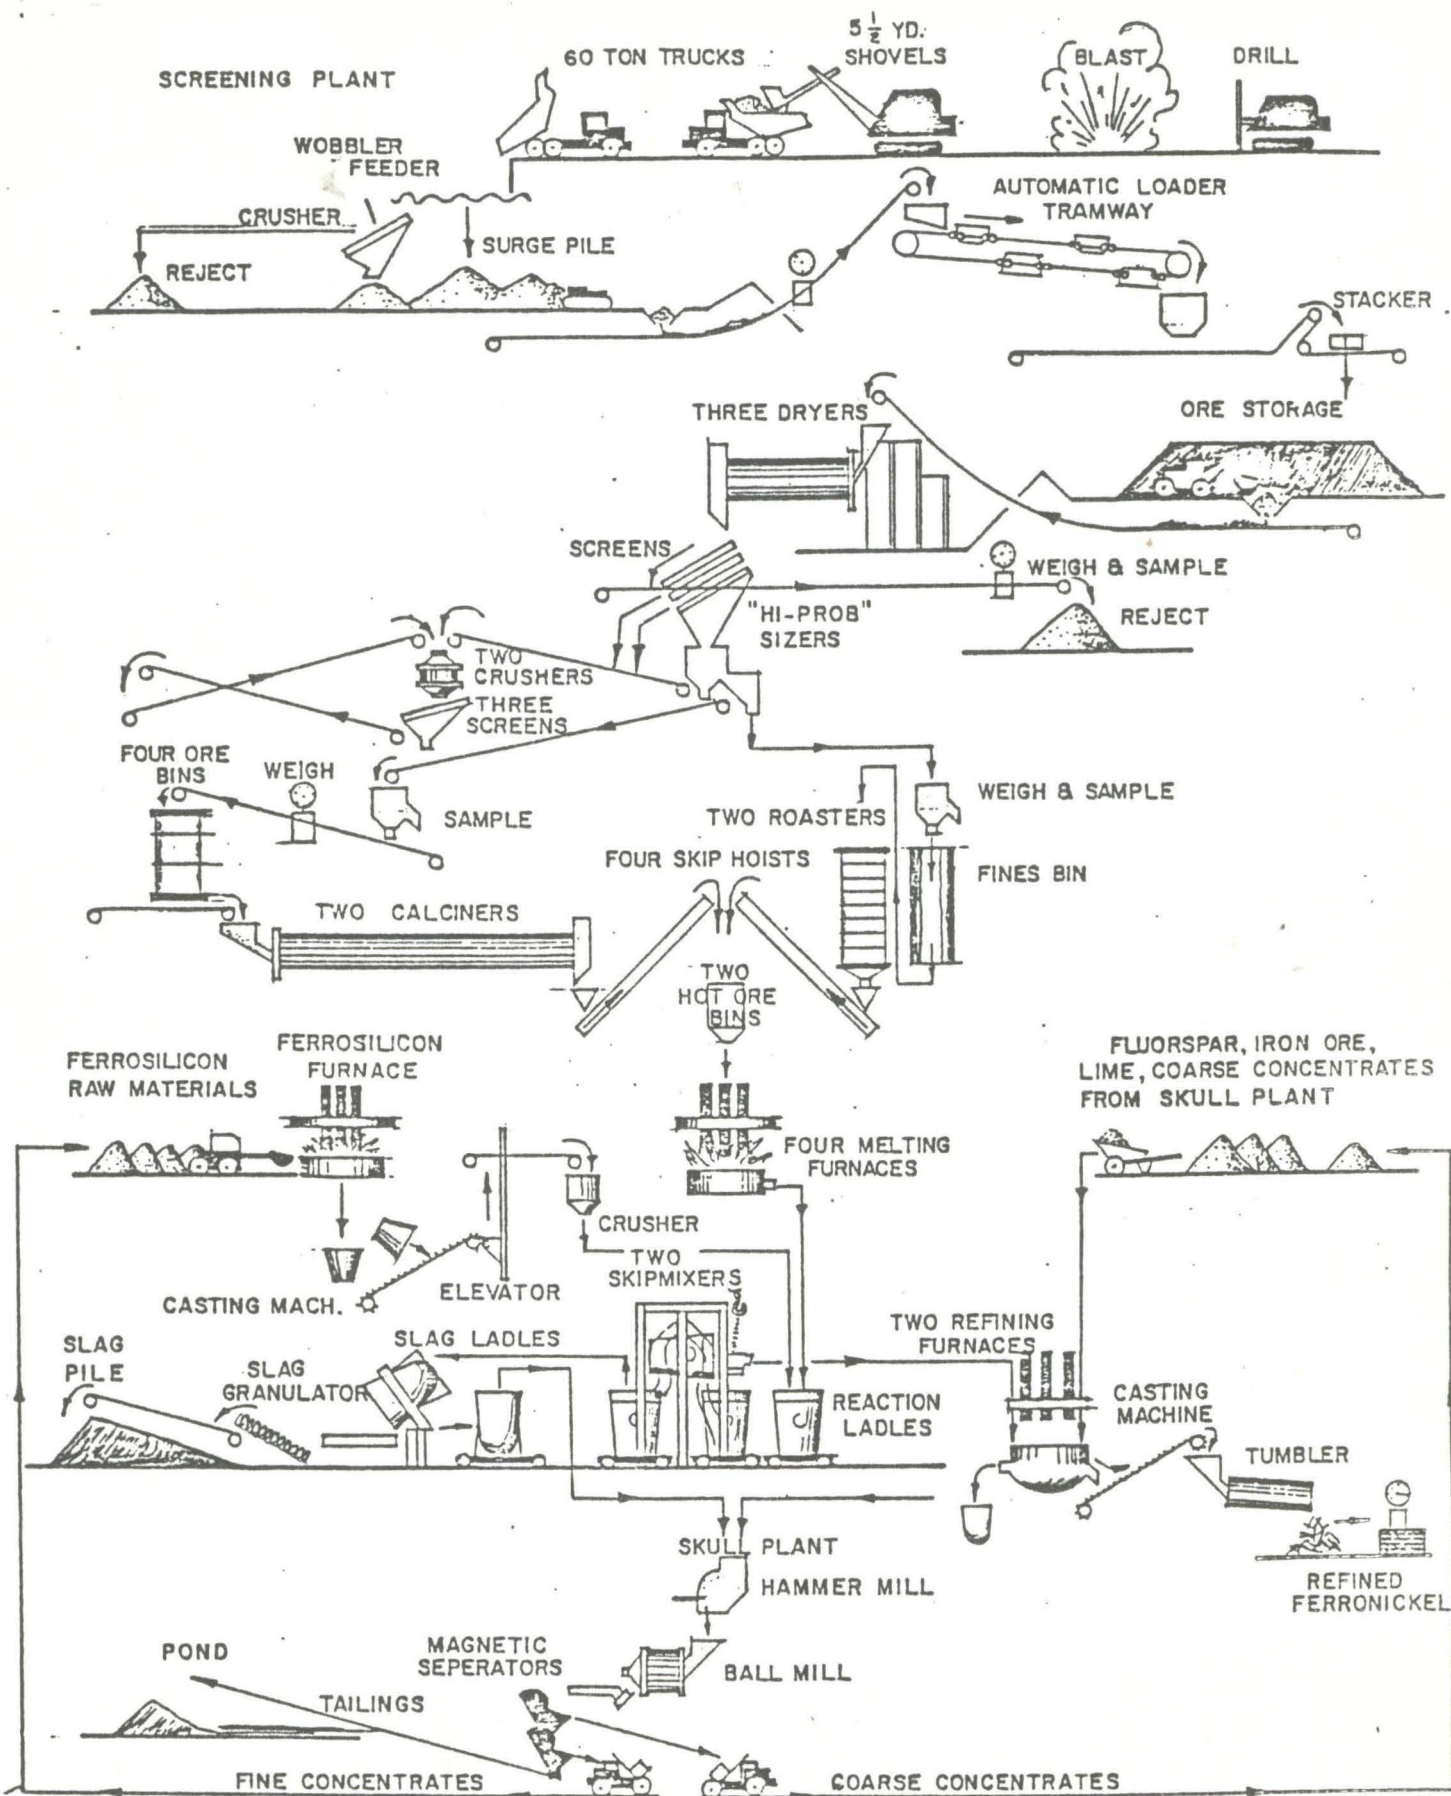 5 1/2 YD.
60 TON TRUCKS
SHOVELS
BLAST
DRILL
SCREENING PLANT
WOBBLER
FEEDER
AUTOMATIC LOADER
TRAMWAY
CRUSHER
SURGE PILE
REJECT
STACKER
THREE DRYERS
ORE STORAGE
SCREENS
WEIGH & SAMPLE
"HI-PROB"
SIZERS
REJECT
TWO
CRUSHERS
THREE
SCREENS
FOUR ORE
BINS
WEIGH
SAMPLE
WEIGH & SAMPLE
TWO ROASTERS
FOUR SKIP HOISTS
FINES BIN
TWO CALCINERS
TWO
HOT ORE
BINS
FERROSILICON
RAW MATERIALS
FERROSILICON
FURNACE
FLUORSPAR, IRON ORE,
LIME, COARSE CONCENTRATES
FROM SKULL PLANT
FOUR MELTING
FURNACES
CRUSHER
TWO
SKIPMIXERS
ELEVATOR
CASTING MACH.
SLAG LADLES
TWO REFINING
FURNACES
SLAG
PILE
SLAG
GRANULATOR
REACTION
LADLES
CASTING
MACHINE
TUMBLER
SKULL PLANT
HAMMER MILL
REFINED
FERRONICKEL
POND
MAGNETIC
SEPERATORS
BALL MILL
TAILINGS
FINE CONCENTRATES
COARSE CONCENTRATES